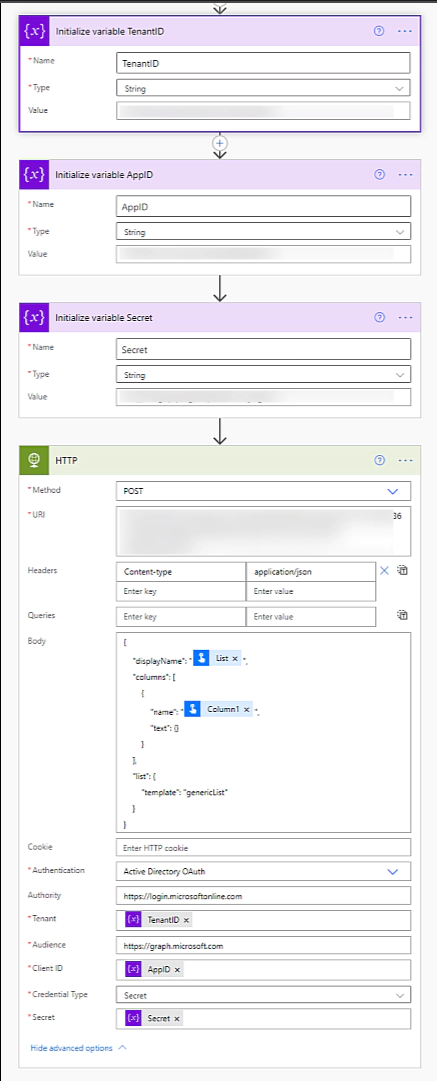 {x} Initialize variable TenantID ? ...
* Name TenantID
* Type String
Value
+
{x} Initialize variable AppID ? ...
* Name AppID
* Type String
Value
{x} Initialize variable Secret ? ...
* Name Secret
* Type String
Value
HTTP ? ...
* Method POST
* URI 36
Headers Content-type application/json
Enter key Enter value
Queries Enter key Enter value
Body {
"displayName": " List × ",
"columns": [
{
"name": " Column1 × ",
"text": {}
}
],
"list": {
"template": "genericList"
}
}
Cookie Enter HTTP cookie
* Authentication Active Directory OAuth
Authority https://login.microsoftonline.com
* Tenant {x} TenantID ×
* Audience https://graph.microsoft.com
* Client ID {x} AppID ×
* Credential Type Secret
* Secret {x} Secret ×
Hide advanced options